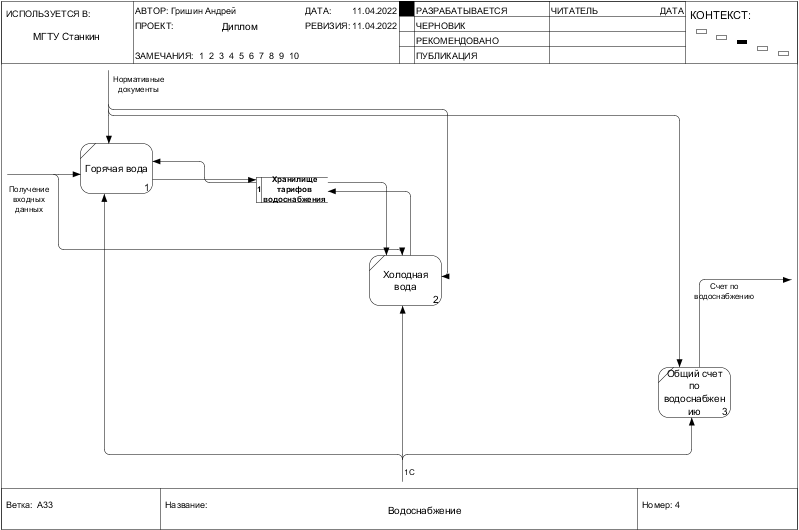 ИСПОЛЬЗУЕТСЯ В:
МГТУ Станкин
АВТОР: Гришин Андрей
ДАТА: 11.04.2022
ПРОЕКТ: Диплом
РЕВИЗИЯ: 11.04.2022
ЗАМЕЧАНИЯ: 1 2 3 4 5 6 7 8 9 10
РАЗРАБАТЫВАЕТСЯ
ЧЕРНОВИК
РЕКОМЕНДОВАНО
ПУБЛИКАЦИЯ
ЧИТАТЕЛЬ ДАТА
КОНТЕКСТ:
Нормативные
документы
Горячая вода
1
Получение
входных
данных
1
Хранилище
тарифов
водоснабжения
Холодная
вода
2
Счет по
водоснабжению
Общий счет
по
водоснабжен
ию 3
1С
Ветка: А33
Название:
Водоснабжение
Номер: 4